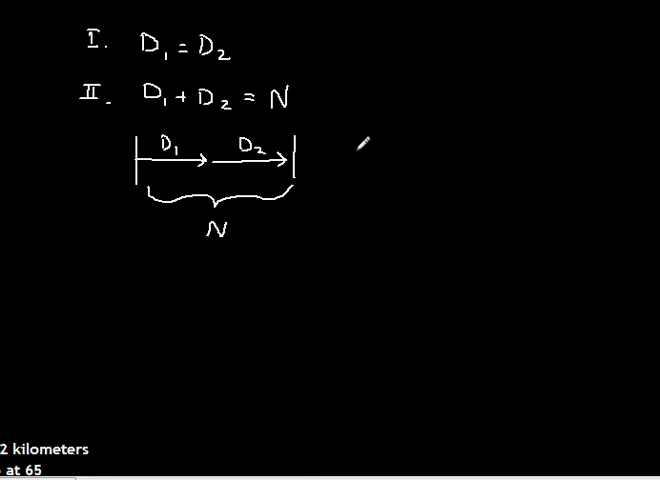 I. D₁ = D₂
II. D₁ + D₂ = N
D₁ D₂
N
2 kilometers
at 65